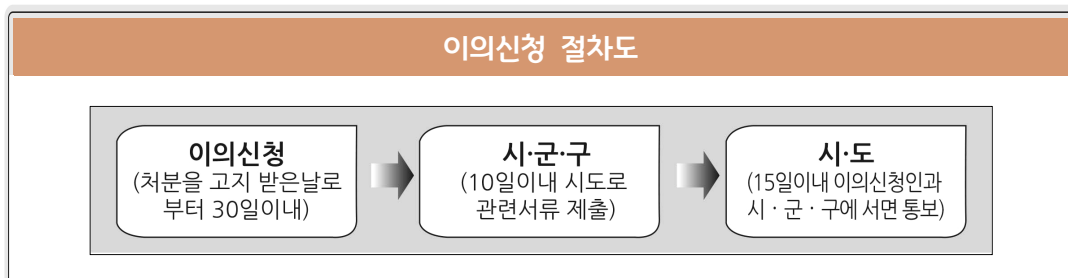 이의신청 절차도
이의신청
(처분을 고지 받은날로
부터 30일이내)
시·군·구
(10일이내 시도로
관련서류 제출)
시·도
(15일이내 이의신청인과
시 · 군 · 구에 서면 통보)